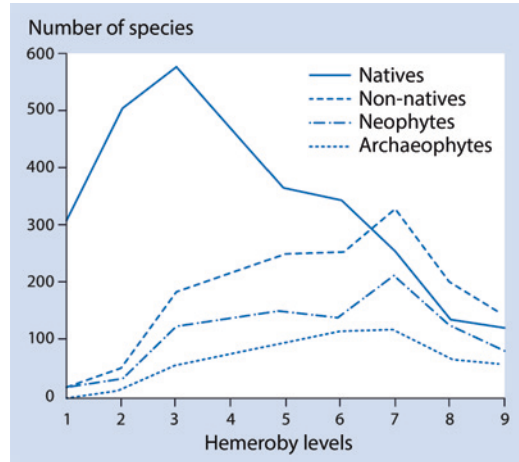 Number of species
600
500
400
300
200
100
0
Natives
Non-natives
Neophytes
Archaeophytes
1 2 3 4 5 6 7 8 9
Hemeroby levels